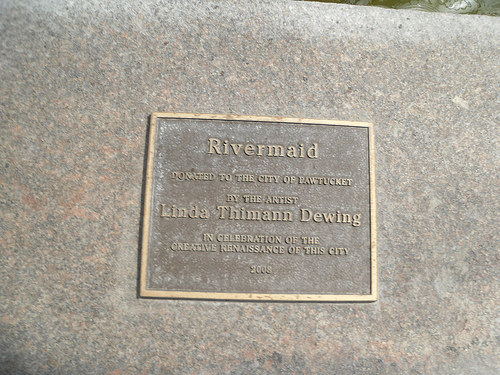 Rivermaid
DONATED TO THE CITY OF PAWTUCKET
BY THE ARTIST
Linda Thimann Dewing
IN CELEBRATION OF THE
CREATIVE RENAISSANCE OF THIS CITY
2008